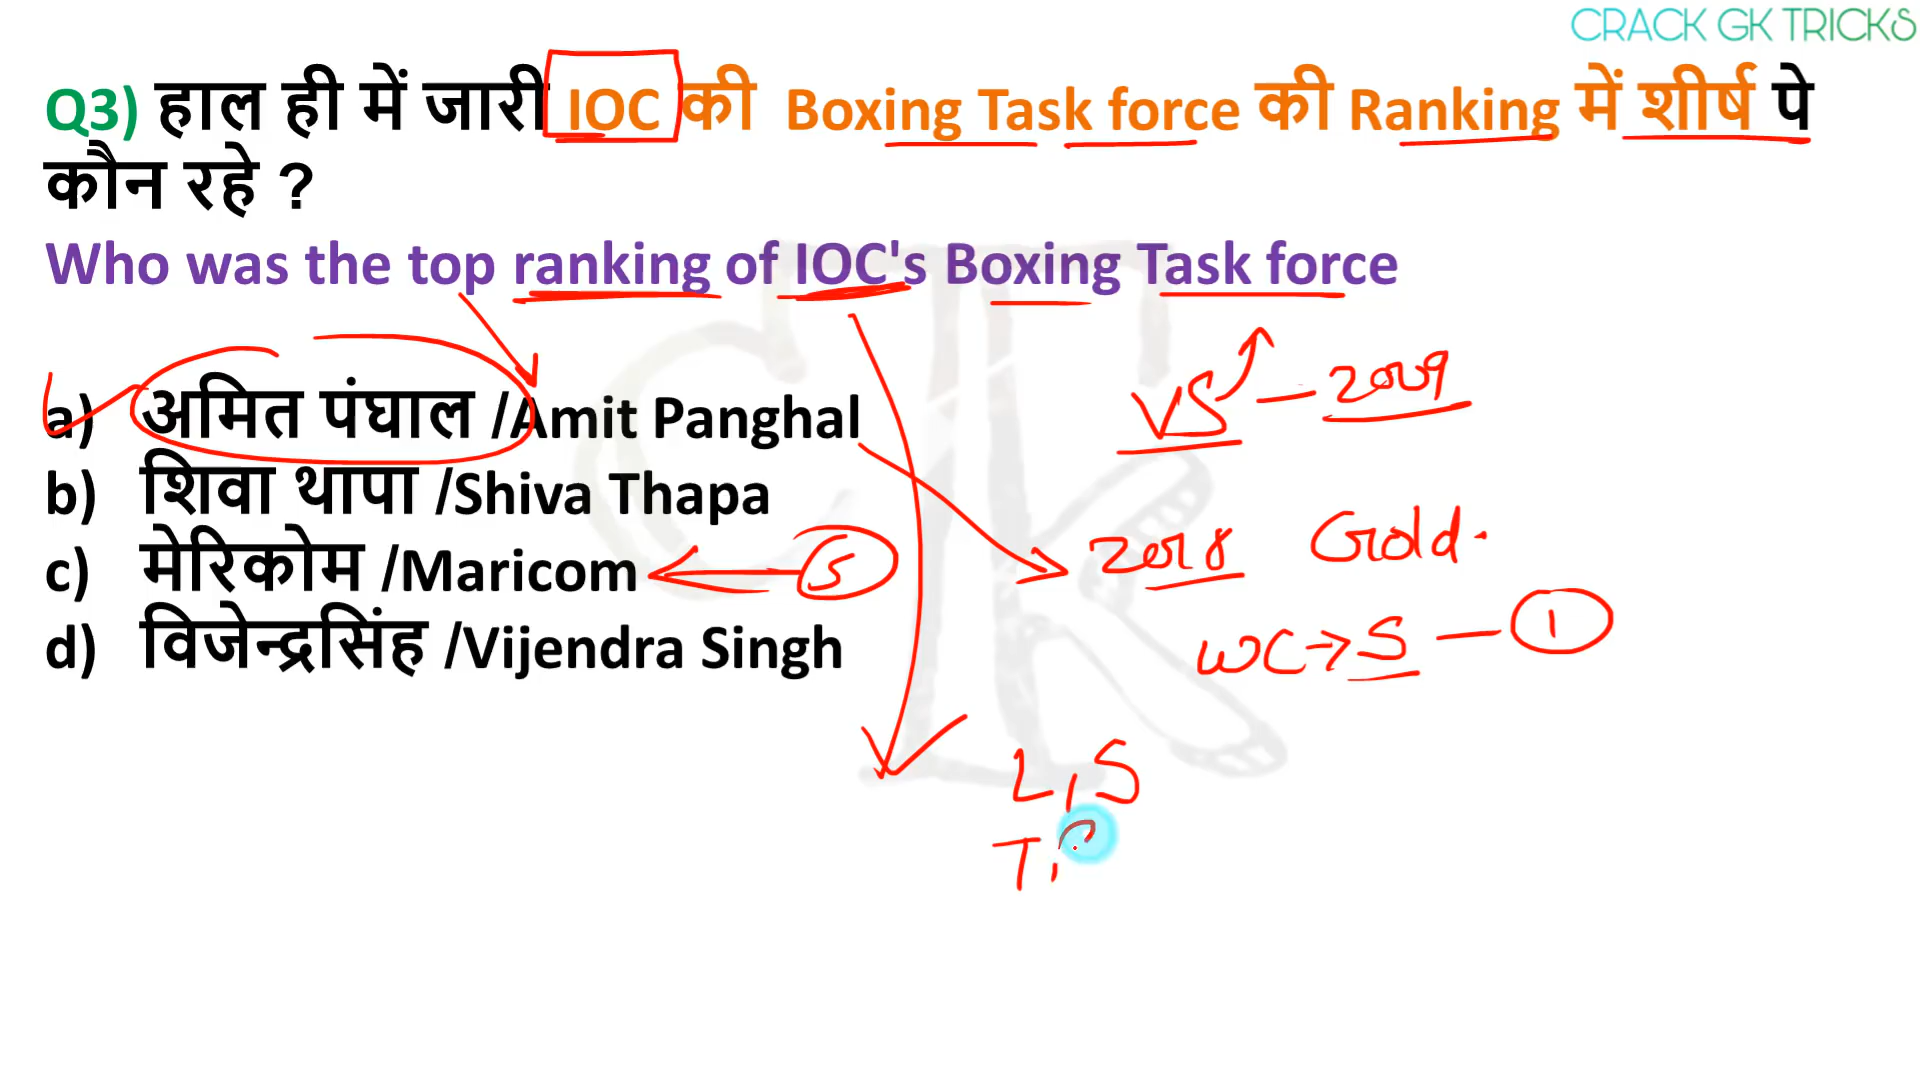 CRACK GK TRICKS
Q3) हाल ही में जारी IOC की Boxing Task force की Ranking में शीर्ष पे
कौन रहे ?
Who was the top ranking of IOC's Boxing Task force
a) अमित पंघाल /Amit Panghal
b) शिवा थापा /Shiva Thapa
c) मेरिकोम /Maricom
d) विजेन्द्रसिंह /Vijendra Singh
VS — 2009
5
2018 Gold.
WC→S — 1
L,S
T,